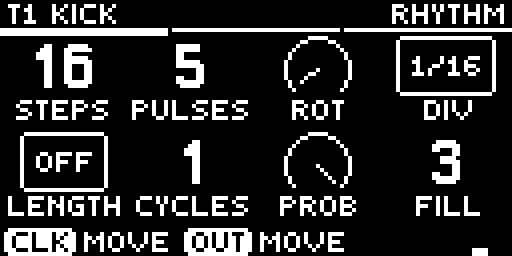 T1 KICK RHYTHM
16 5 1/16
STEPS PULSES ROT DIV
OFF 1 3
LENGTH CYCLES PROB FILL
CLK MOVE OUT MOVE